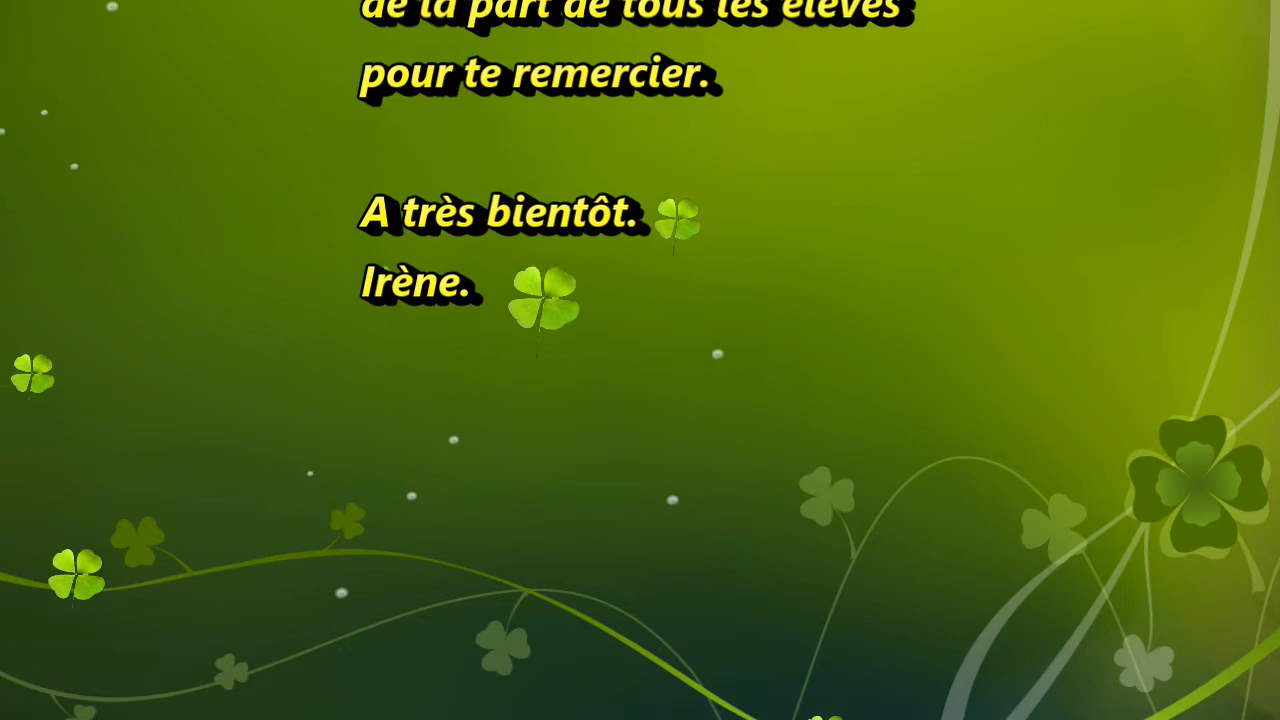 de la part de tous les élèves
pour te remercier.
A très bientôt.
Irène.